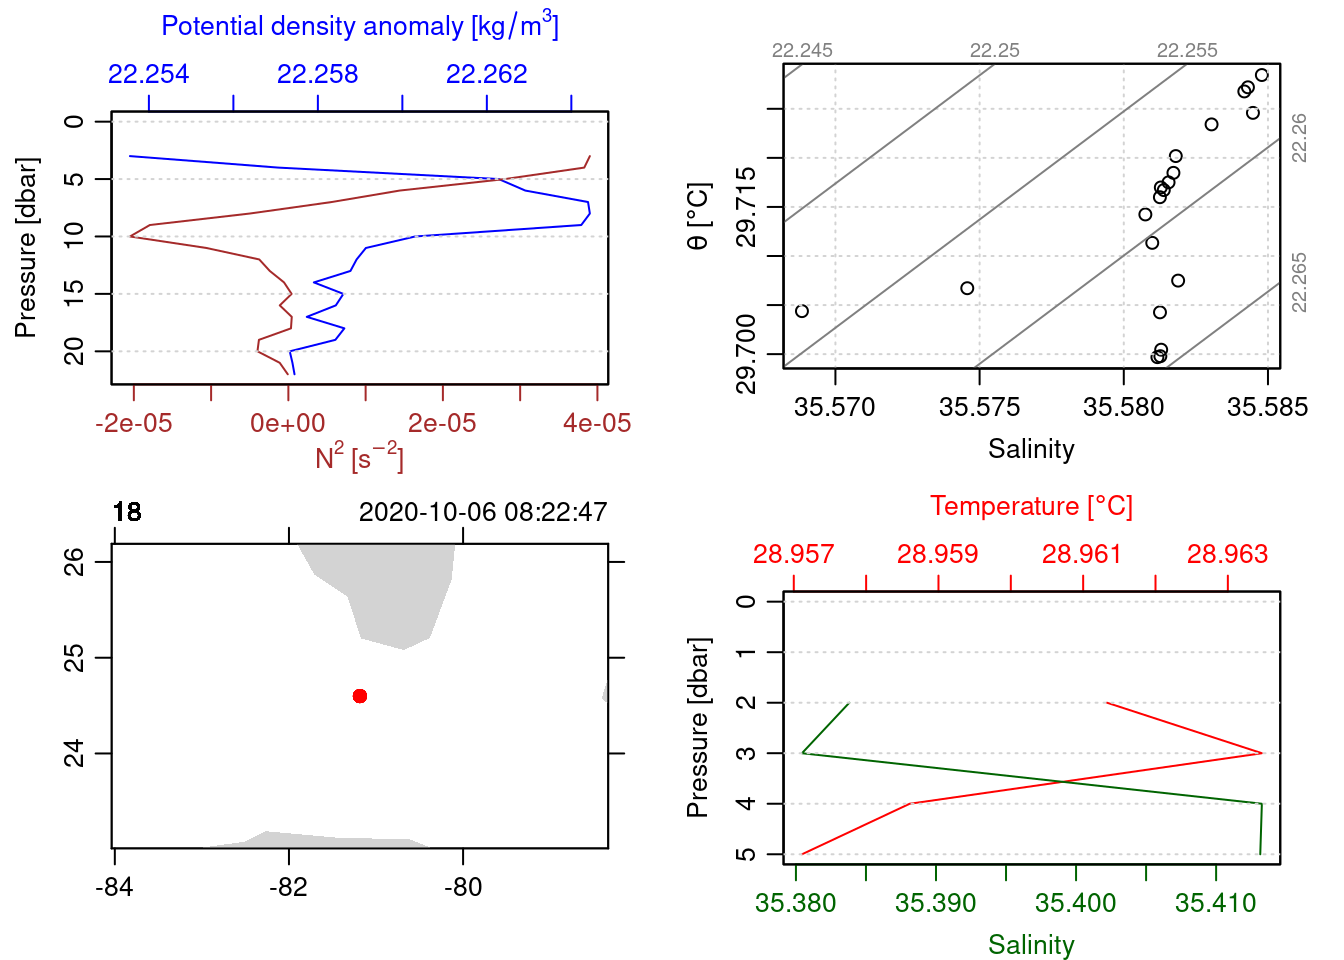 Potential density anomaly [kg/m³]
22.254 22.258 22.262
0
5
10
15
20
Pressure [dbar]
-2e-05 0e+00 2e-05 4e-05
N² [s⁻²]
22.245 22.25 22.255
22.26
22.265
θ [°C]
29.715
29.700
35.570 35.575 35.580 35.585
Salinity
18 2020-10-06 08:22:47
26
25
24
-84 -82 -80
Temperature [°C]
28.957 28.959 28.961 28.963
0
1
2
3
4
5
Pressure [dbar]
35.380 35.390 35.400 35.410
Salinity